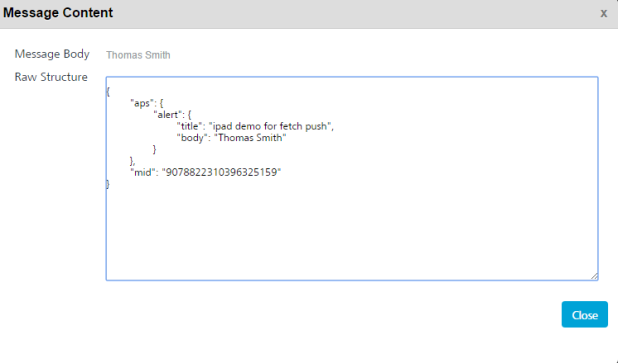 Message Content x
Message Body Thomas Smith
Raw Structure
{
"aps": {
"alert": {
"title": "ipad demo for fetch push",
"body": "Thomas Smith"
}
},
"mid": "9078822310396325159"
}
Close